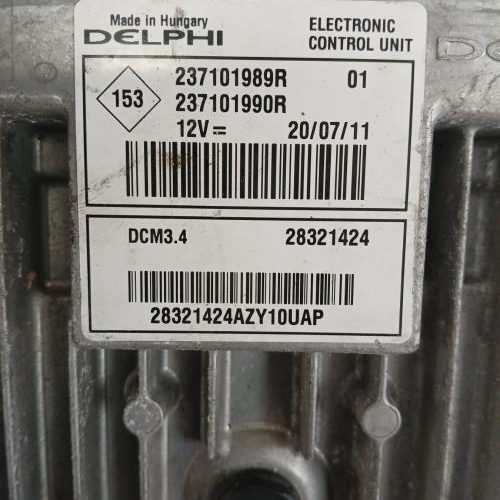 Made in Hungary
DELPHI
ELECTRONIC
CONTROL UNIT
153
237101989R 01
237101990R
12V= 20/07/11
DCM3.4 28321424
28321424AZY10UAP